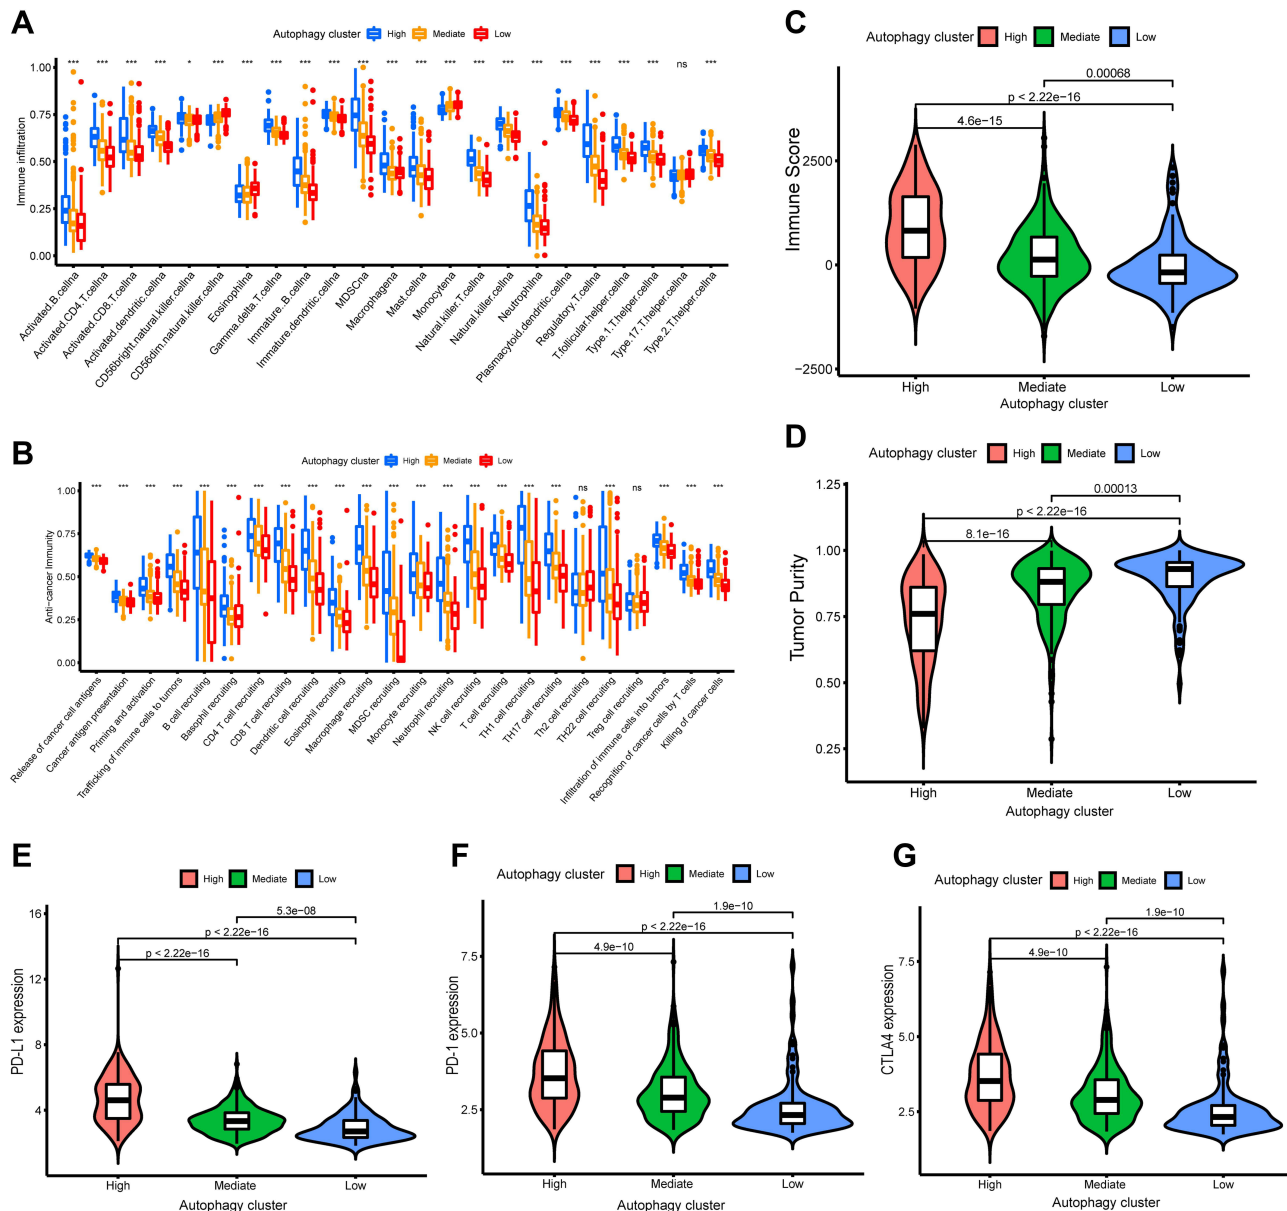 A
Autophagy cluster High Mediate Low
*** *** *** *** * *** *** *** *** *** *** *** *** *** *** *** *** *** *** *** *** ns ***
Immune infiltration
1.00
0.75
0.50
0.25
0.00
Activated.B.cellna
Activated.CD4.T.cellna
Activated.CD8.T.cellna
Activated.dendritic.cellna
CD56bright.natural.killer.cellna
CD56dim.natural.killer.cellna
Eosinophilna
Gamma.delta.T.cellna
Immature..B.cellna
Immature.dendritic.cellna
MDSCna
Macrophagena
Mast.cellna
Monocytena
Natural.killer.T.cellna
Natural.killer.cellna
Neutrophilna
Plasmacytoid.dendritic.cellna
Regulatory.T.cellna
T.follicular.helper.cellna
Type.1.T.helper.cellna
Type.17.T.helper.cellna
Type.2.T.helper.cellna
B
Autophagy cluster High Mediate Low
*** *** *** *** *** *** *** *** *** *** *** *** *** *** *** *** *** *** ns *** ns *** *** ***
Anti-cancer Immunity
1.00
0.75
0.50
0.25
0.00
Release of cancer cell antigens
Cancer antigen presentation
Priming and activation
Trafficking of immune cells to tumors
B cell recruiting
Basophil recruiting
CD4 T cell recruiting
CD8 T cell recruiting
Dendritic cell recruiting
Eosinophil recruiting
Macrophage recruiting
MDSC recruiting
Monocyte recruiting
Neutrophil recruiting
NK cell recruiting
T cell recruiting
TH1 cell recruiting
TH17 cell recruiting
Th2 cell recruiting
TH22 cell recruiting
Treg cell recruiting
Infiltration of immune cells into tumors
Recognition of cancer cells by T cells
Killing of cancer cells
C
Autophagy cluster High Mediate Low
0.00068
p < 2.22e−16
4.6e−15
Immune Score
2500
0
−2500
High Mediate Low
Autophagy cluster
D
Autophagy cluster High Mediate Low
0.00013
p < 2.22e−16
8.1e−16
Tumor Purity
1.25
1.00
0.75
0.50
0.25
High Mediate Low
Autophagy cluster
E
High Mediate Low
5.3e−08
p < 2.22e−16
p < 2.22e−16
PD-L1 expression
16
12
8
4
High Mediate Low
Autophagy cluster
F
Autophagy cluster High Mediate Low
1.9e−10
p < 2.22e−16
4.9e−10
PD-1 expression
7.5
5.0
2.5
High Mediate Low
Autophagy cluster
G
Autophagy cluster High Mediate Low
1.9e−10
p < 2.22e−16
4.9e−10
CTLA4 expression
7.5
5.0
2.5
High Mediate Low
Autophagy cluster